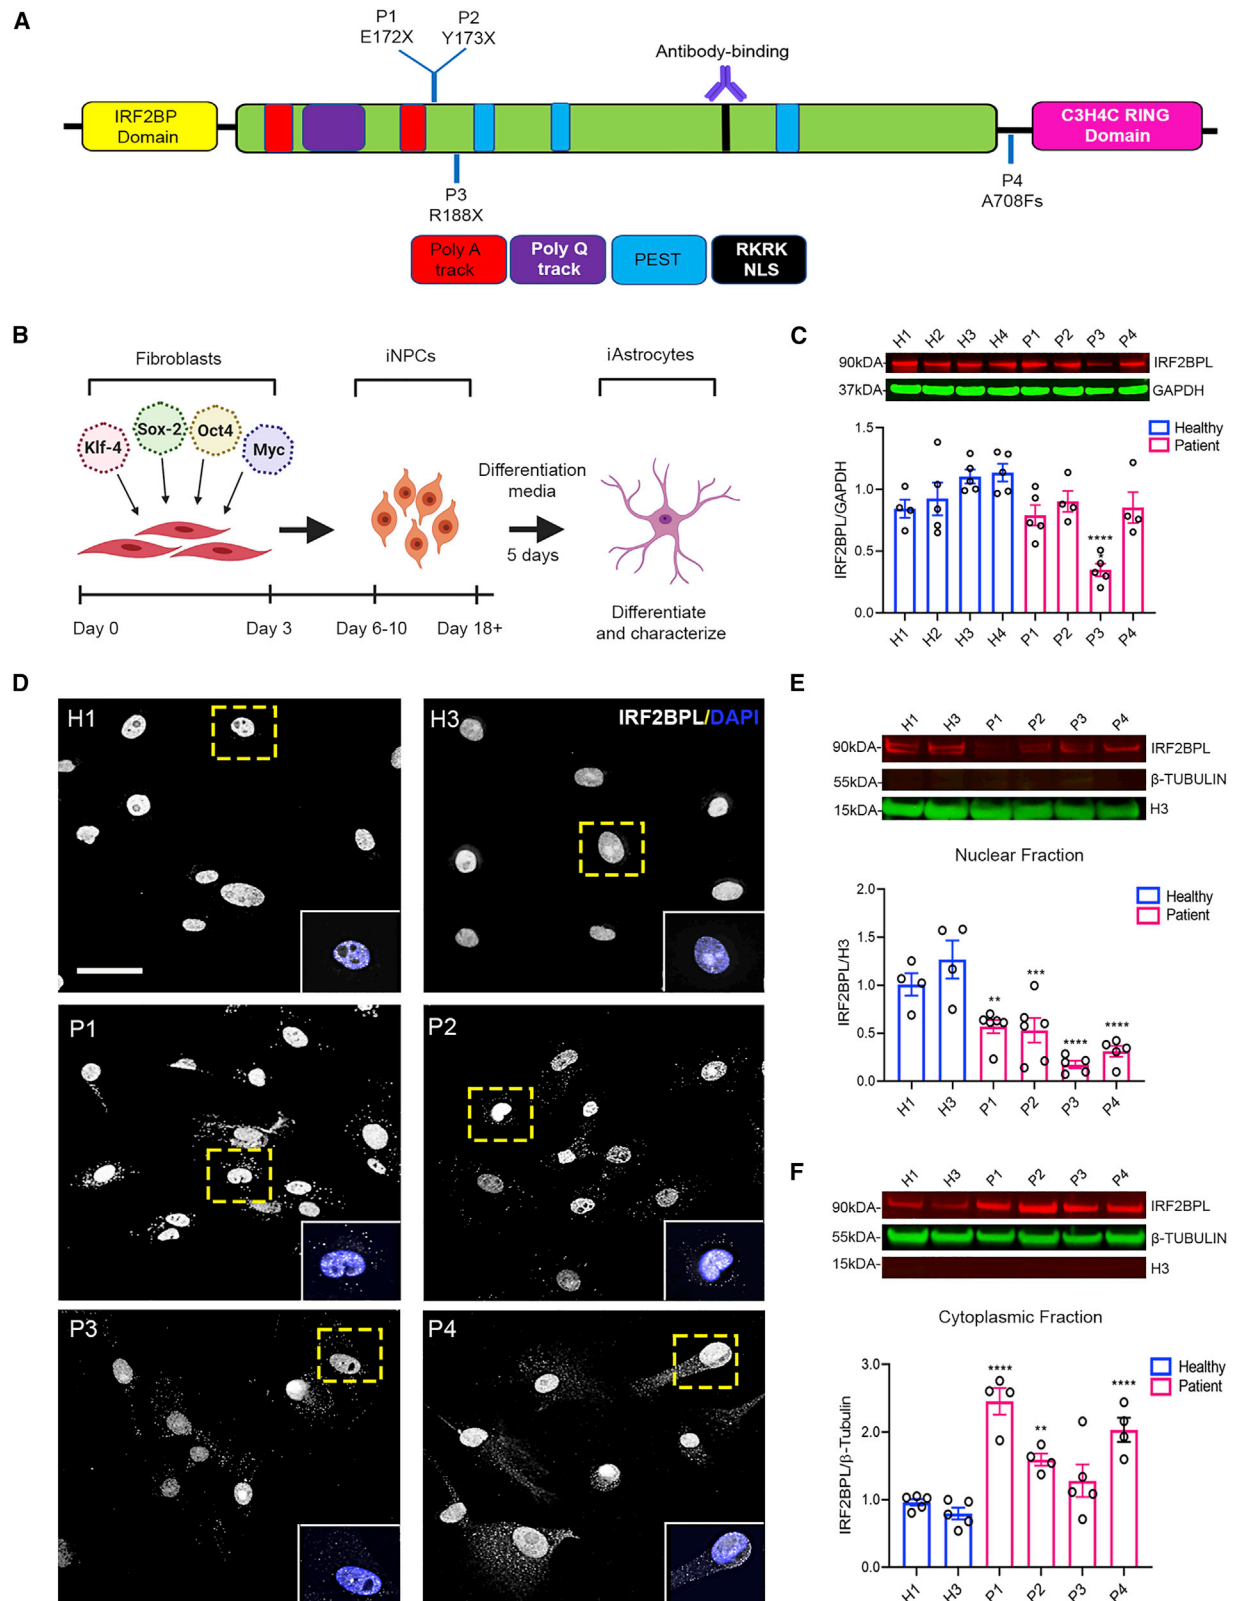 A
P1
E172X
P2
Y173X
Antibody-binding
IRF2BP
Domain
C3H4C RING
Domain
P3
R188X
P4
A708Fs
Poly A
track
Poly Q
track
PEST
RKRK
NLS
B
Fibroblasts
iNPCs
iAstrocytes
Klf-4
Sox-2
Oct4
Myc
Differentiation
media
5 days
Day 0
Day 3
Day 6-10
Day 18+
Differentiate
and characterize
C
H1 H2 H3 H4 P1 P2 P3 P4
90kDA- IRF2BPL
37kDA- GAPDH
Healthy
Patient
IRF2BPL/GAPDH
1.5
1.0
0.5
0.0
****
H1 H2 H3 H4 P1 P2 P3 P4
D
H1
H3
IRF2BPL/DAPI
P1
P2
P3
P4
E
H1 H3 P1 P2 P3 P4
90kDA- IRF2BPL
55kDA- β-TUBULIN
15kDA- H3
Nuclear Fraction
Healthy
Patient
IRF2BPL/H3
2.0
1.5
1.0
0.5
0.0
** *** **** ****
H1 H3 P1 P2 P3 P4
F
H1 H3 P1 P2 P3 P4
90kDA- IRF2BPL
55kDA- β-TUBULIN
15kDA- H3
Cytoplasmic Fraction
Healthy
Patient
IRF2BPL/β-Tubulin
3.0
2.0
1.0
0.0
**** ** ****
H1 H3 P1 P2 P3 P4